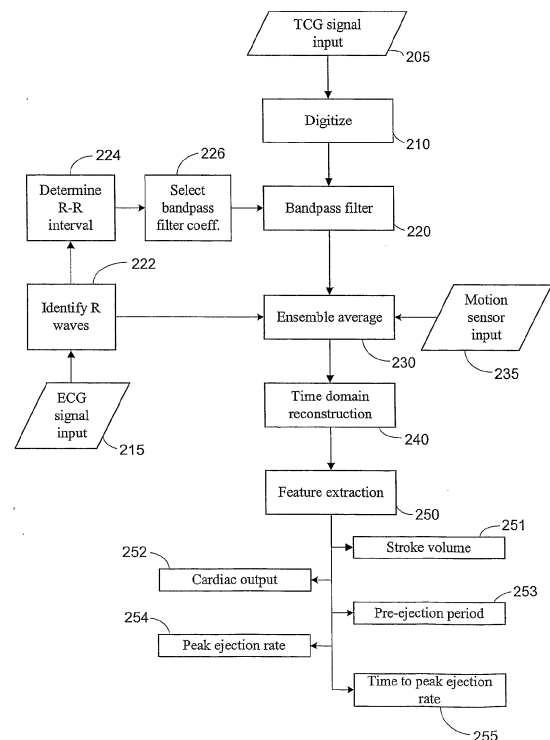 TCG signal
input
205
Digitize
210
224
226
Determine
R-R
interval
Select
bandpass
filter coeff.
Bandpass filter
220
222
Identify R
waves
Ensemble average
230
Motion
sensor
input
235
ECG
signal
input
215
Time domain
reconstruction
240
Feature extraction
250
251
Stroke volume
252
Cardiac output
253
Pre-ejection period
254
Peak ejection rate
Time to peak ejection
rate
255